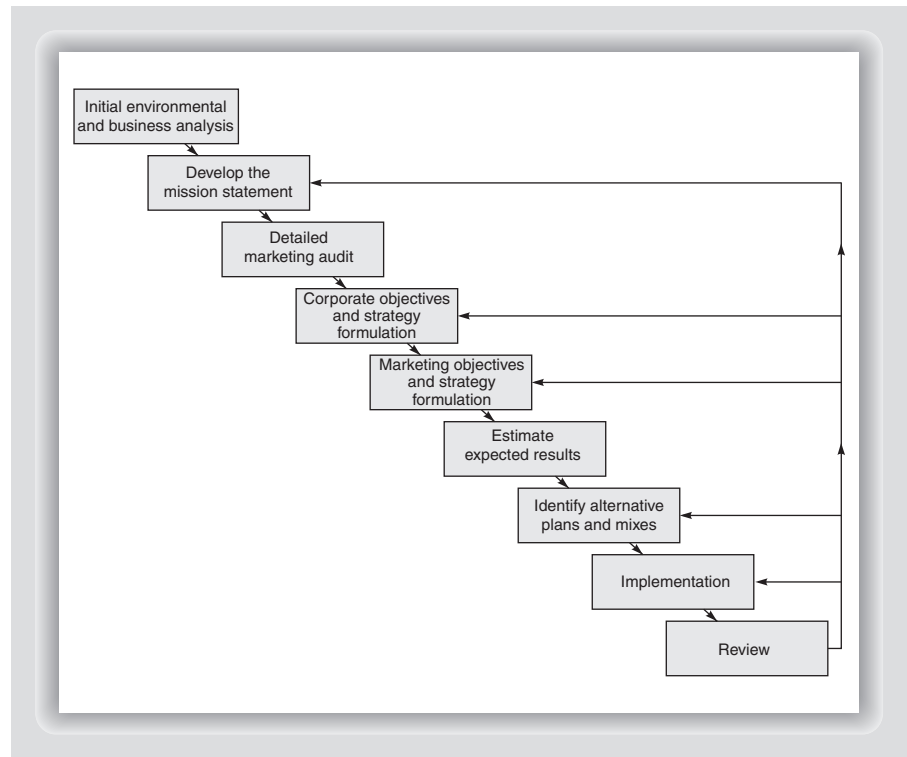 Initial environmental
and business analysis
Develop the
mission statement
Detailed
marketing audit
Corporate objectives
and strategy
formulation
Marketing objectives
and strategy
formulation
Estimate
expected results
Identify alternative
plans and mixes
Implementation
Review